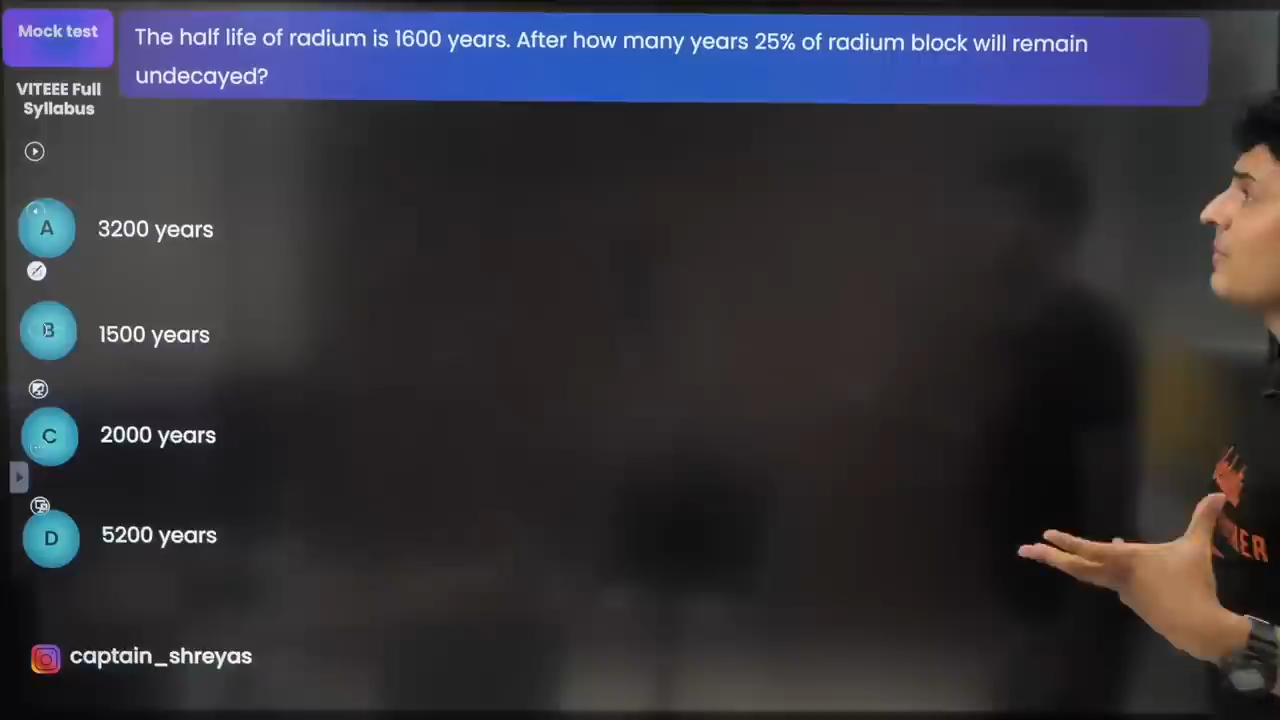 Mock test
The half life of radium is 1600 years. After how many years 25% of radium block will remain
undecayed?
VITEEE Full
Syllabus
A 3200 years
B 1500 years
C 2000 years
D 5200 years
captain_shreyas